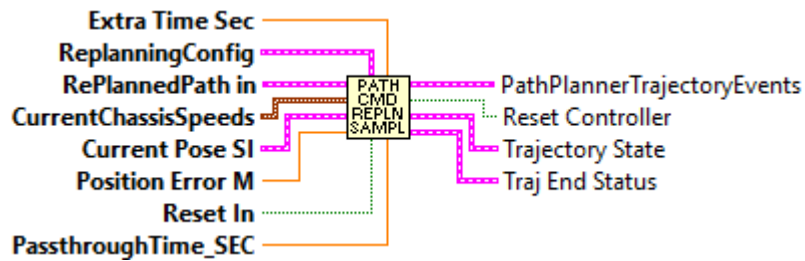 Extra Time Sec
ReplanningConfig
RePlannedPath in
CurrentChassisSpeeds
Current Pose SI
Position Error M
Reset In
PassthroughTime_SEC
PATH
CMD
REPLN
SAMPL
PathPlannerTrajectoryEvents
Reset Controller
Trajectory State
Traj End Status